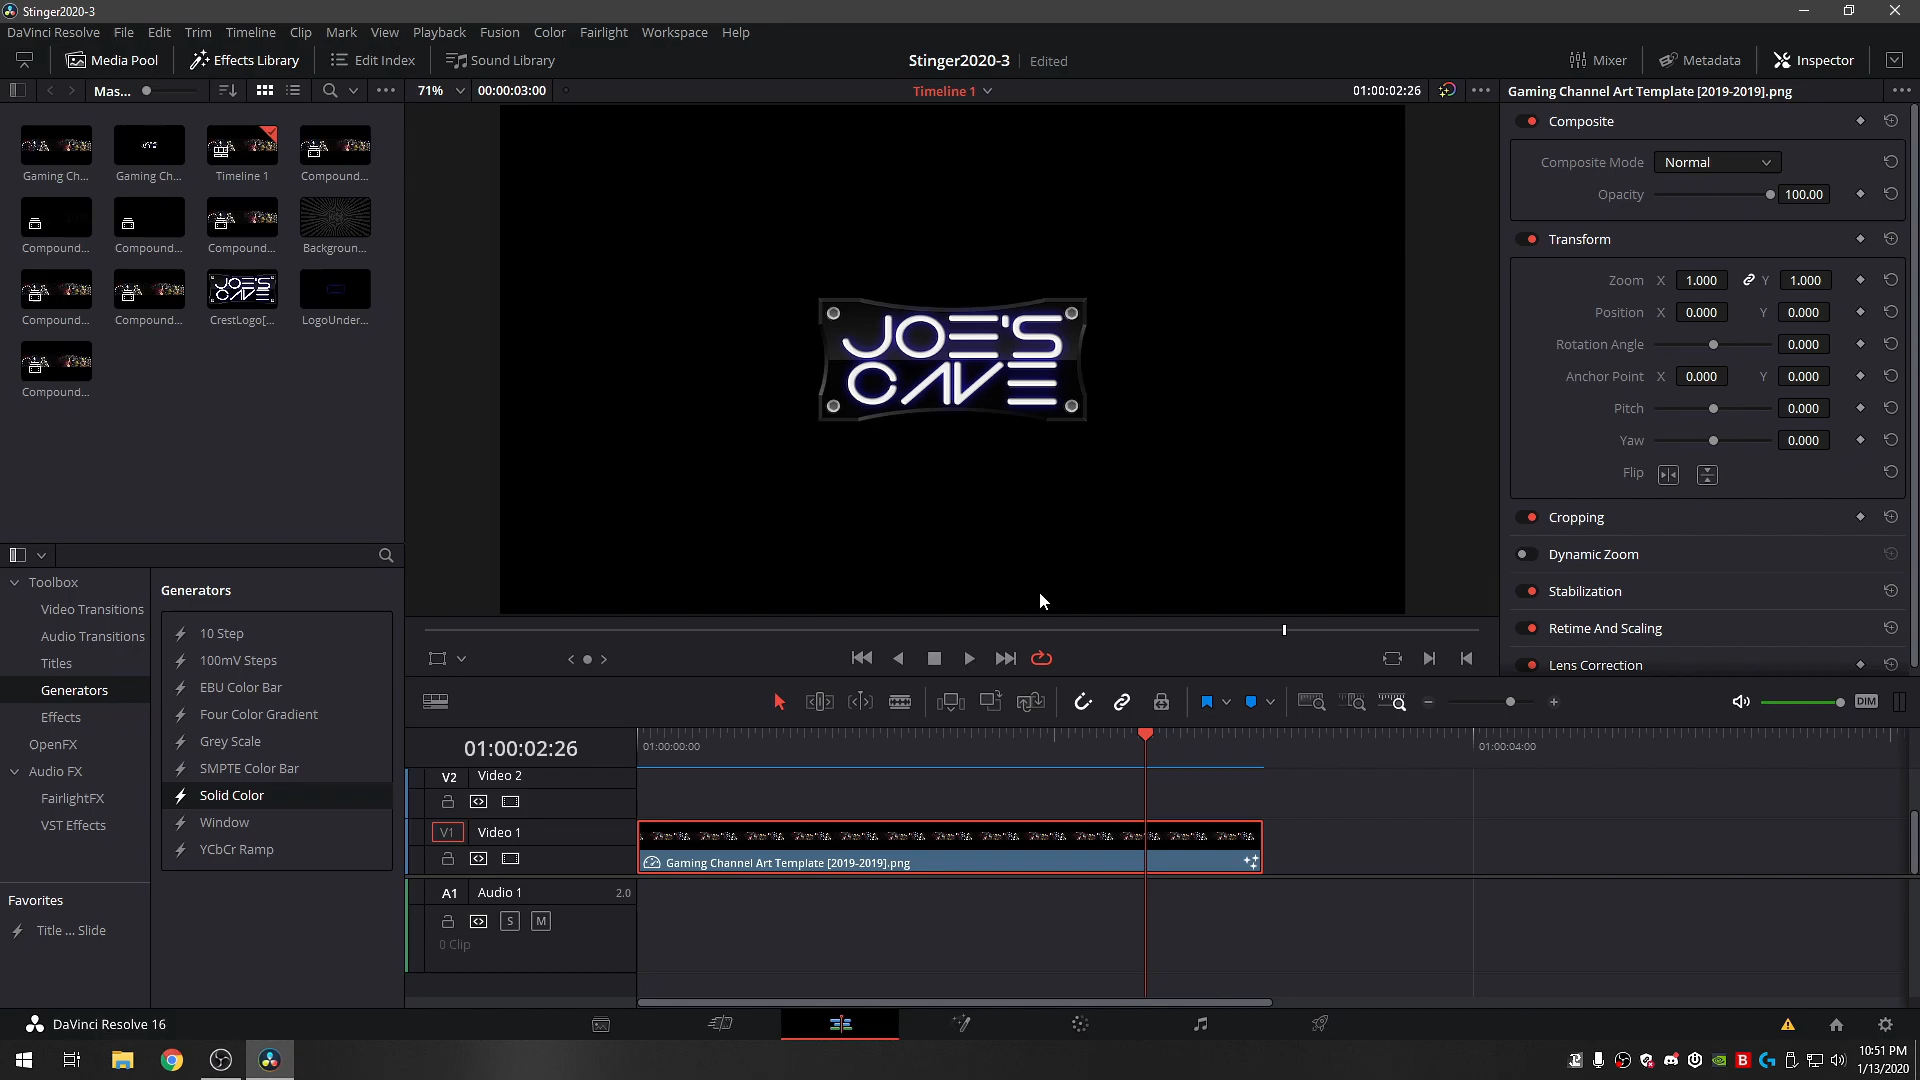 Stinger2020-3
DaVinci Resolve File Edit Trim Timeline Clip Mark View Playback Fusion Color Fairlight Workspace Help
Media Pool Effects Library Edit Index Sound Library Stinger2020-3 Edited Mixer Metadata Inspector
Mas... 71% 00:00:03:00 Timeline 1 01:00:02:26 Gaming Channel Art Template [2019-2019].png
Gaming Ch... Gaming Ch... Timeline 1 Compound...
Compound... Compound... Compound... Backgroun...
Compound... Compound... CrestLogo[... LogoUnder...
Compound...
JOE'S
CAVE
JOE'S
CAVE
Composite
Composite Mode Normal
Opacity 100.00
Transform
Zoom X 1.000 Y 1.000
Position X 0.000 Y 0.000
Rotation Angle 0.000
Anchor Point X 0.000 Y 0.000
Pitch 0.000
Yaw 0.000
Flip
Cropping
Dynamic Zoom
Stabilization
Retime And Scaling
Lens Correction
Toolbox
Video Transitions
Audio Transitions
Titles
Generators
Effects
OpenFX
Audio FX
FairlightFX
VST Effects
Favorites
Title ... Slide
Generators
10 Step
100mV Steps
EBU Color Bar
Four Color Gradient
Grey Scale
SMPTE Color Bar
Solid Color
Window
YCbCr Ramp
DIM
01:00:02:26 01:00:00:00 01:00:04:00
V2 Video 2
V1 Video 1
Gaming Channel Art Template [2019-2019].png
A1 Audio 1 2.0
S M
0 Clip
DaVinci Resolve 16
10:51 PM
1/13/2020